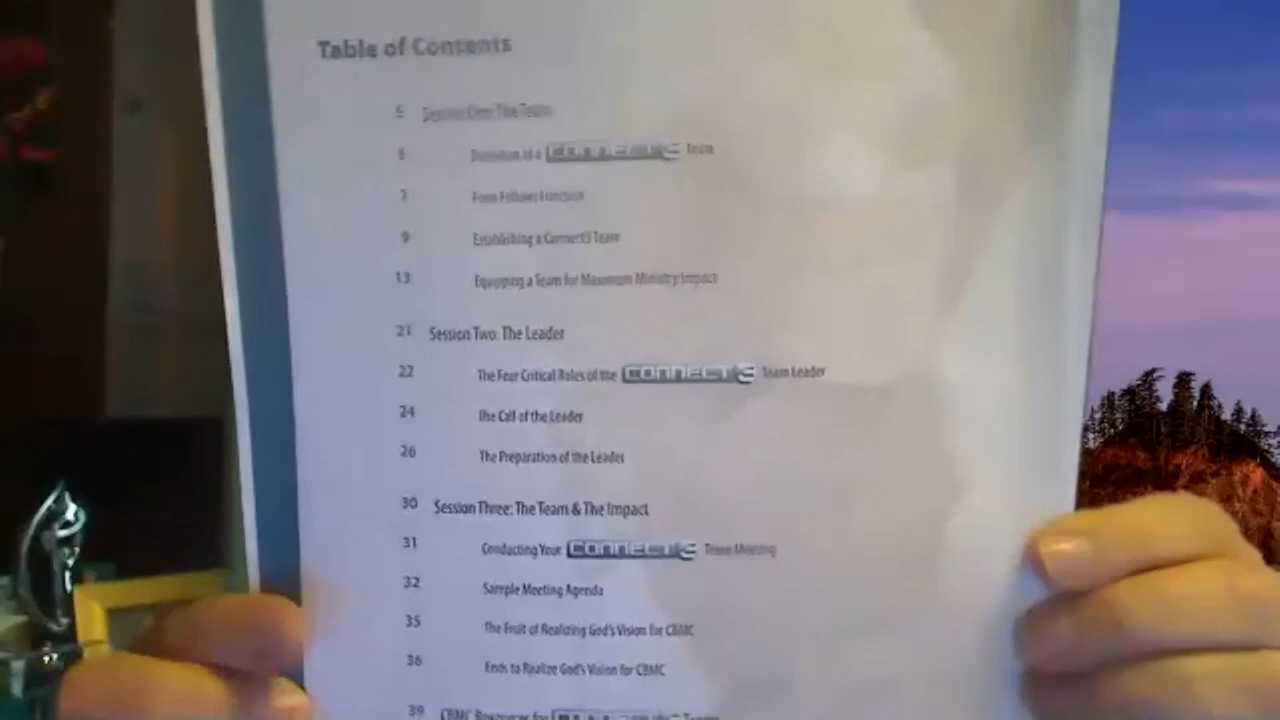 Table of Contents
5 Session One: The Team
6 Definition of a CONNECT3 Team
7 Form Follows Function
9 Establishing a Connect3 Team
13 Equipping a Team for Maximum Ministry Impact
21 Session Two: The Leader
22 The Four Critical Roles of the CONNECT3 Team Leader
24 The Call of the Leader
26 The Preparation of the Leader
30 Session Three: The Team & The Impact
31 Conducting Your CONNECT3 Team Meeting
32 Sample Meeting Agenda
35 The Fruit of Realizing God's Vision for CBMC
36 Ends to Realize God's Vision for CBMC
39 CBMC Resources for Teams